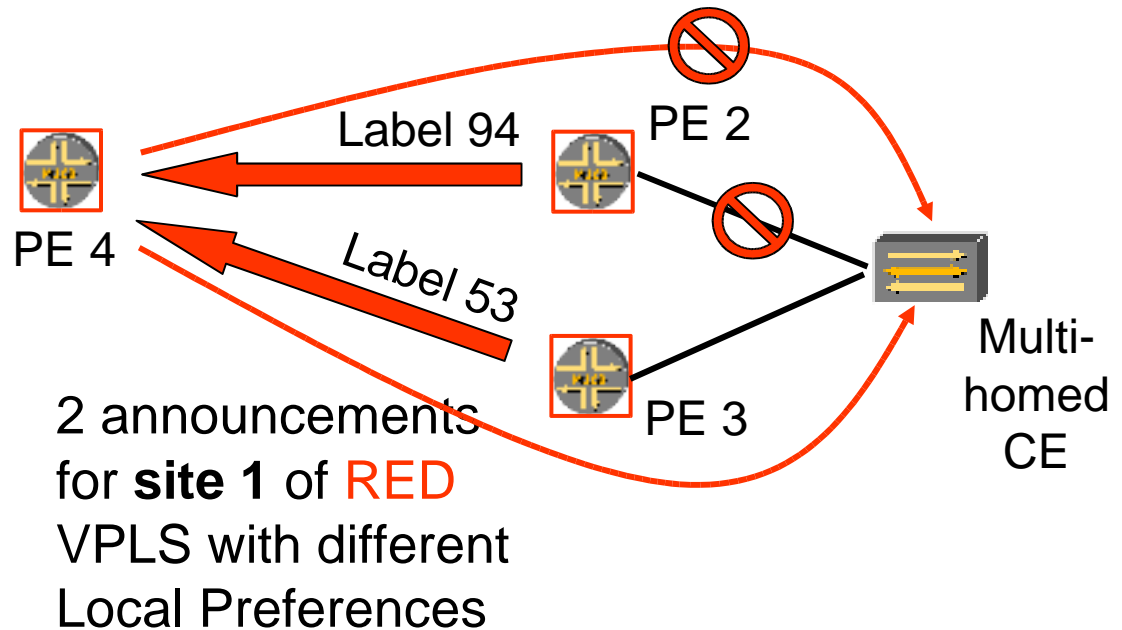 Label 94
PE 2
PE 4
Label 53
PE 3
Multi-
homed
CE
2 announcements
for site 1 of RED
VPLS with different
Local Preferences